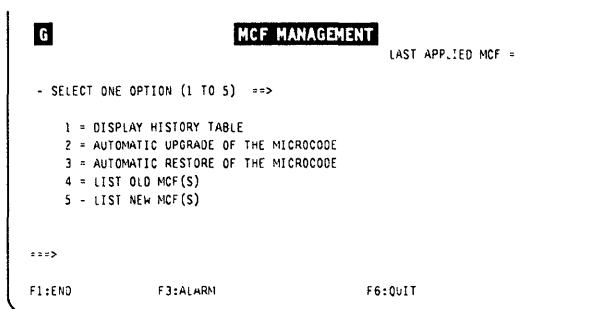 G MCF MANAGEMENT
LAST APPLIED MCF =
- SELECT ONE OPTION (1 TO 5) ==>
1 = DISPLAY HISTORY TABLE
2 = AUTOMATIC UPGRADE OF THE MICROCODE
3 = AUTOMATIC RESTORE OF THE MICROCODE
4 = LIST OLD MCF(S)
5 - LIST NEW MCF(S)
===>
F1:END F3:ALARM F6:QUIT